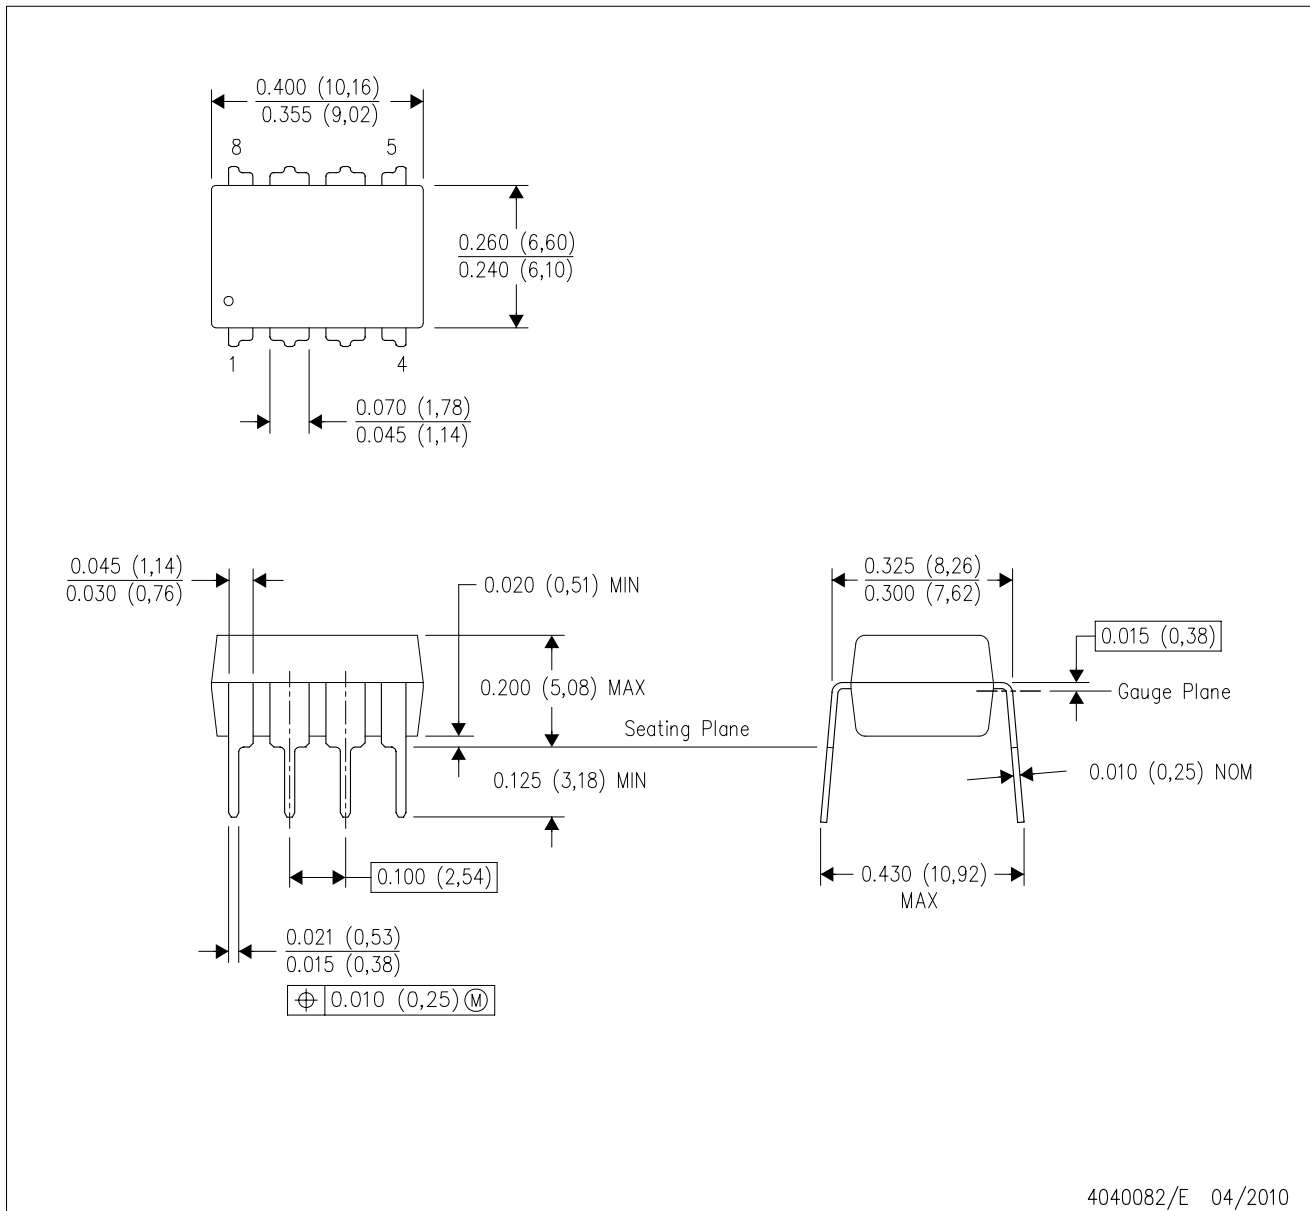 0.400 (10,16)
0.355 (9,02)
8
5
0.260 (6,60)
0.240 (6,10)
1
4
0.070 (1,78)
0.045 (1,14)
0.045 (1,14)
0.030 (0,76)
0.020 (0,51) MIN
0.325 (8,26)
0.300 (7,62)
0.015 (0,38)
0.200 (5,08) MAX
Gauge Plane
Seating Plane
0.125 (3,18) MIN
0.010 (0,25) NOM
0.100 (2,54)
0.430 (10,92)
MAX
0.021 (0,53)
0.015 (0,38)
⌖ 0.010 (0,25) Ⓜ
4040082/E 04/2010